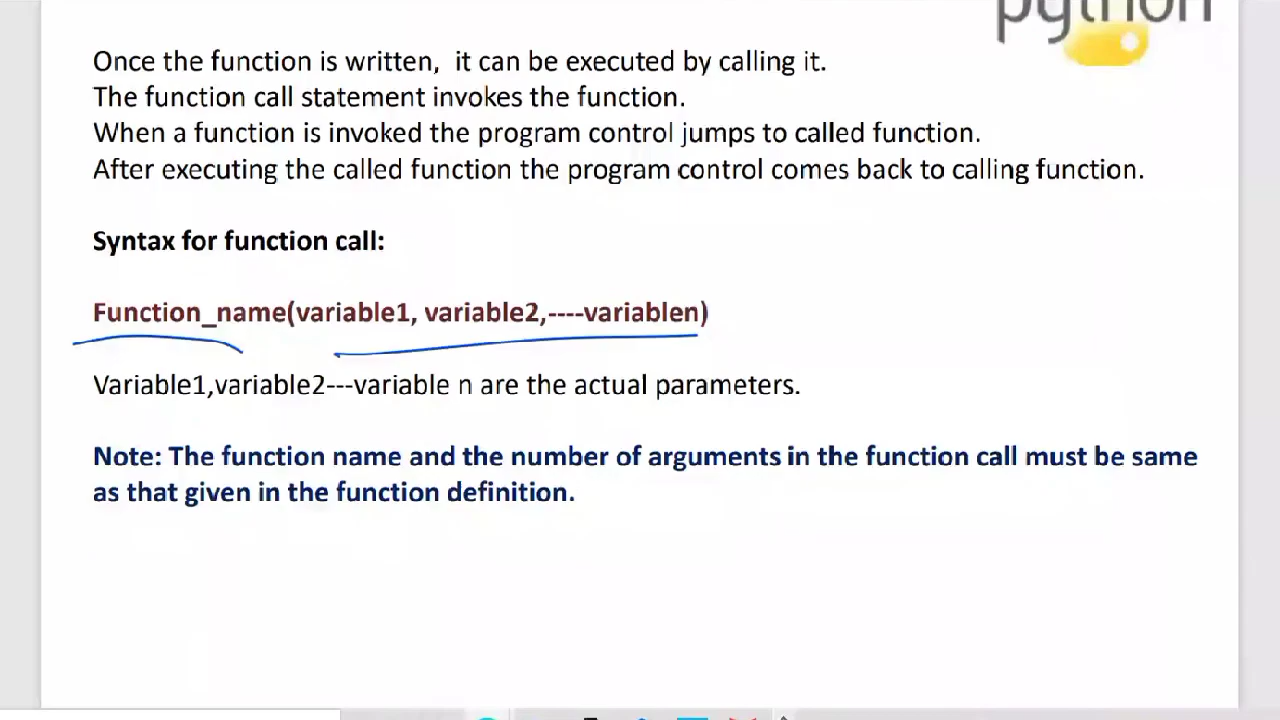 python
Once the function is written,  it can be executed by calling it.
The function call statement invokes the function.
When a function is invoked the program control jumps to called function.
After executing the called function the program control comes back to calling function.
Syntax for function call:
Function_name(variable1, variable2,----variablen)
Variable1,variable2---variable n are the actual parameters.
Note: The function name and the number of arguments in the function call must be same
as that given in the function definition.